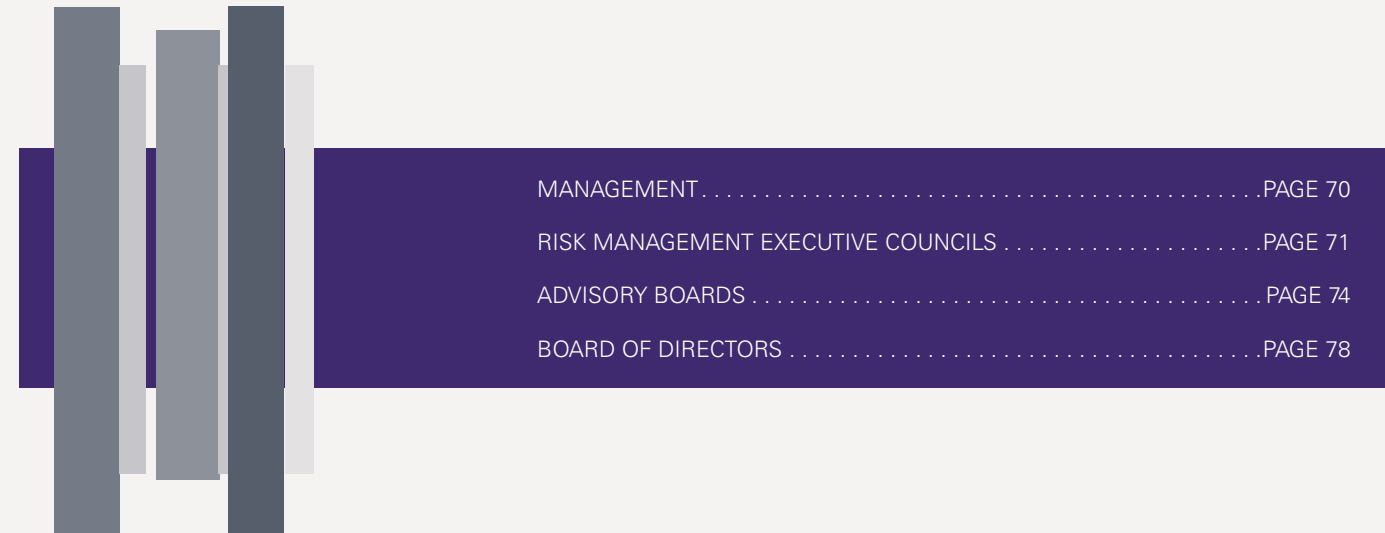 MANAGEMENT. . . . . . . . . . . . . . . . . . . . . . . . . . . . . . . . . . . . . . . . . . . . .PAGE 70
RISK MANAGEMENT EXECUTIVE COUNCILS . . . . . . . . . . . . . . . . . . . . .PAGE 71
ADVISORY BOARDS . . . . . . . . . . . . . . . . . . . . . . . . . . . . . . . . . . . . . . . . . PAGE 74
BOARD OF DIRECTORS . . . . . . . . . . . . . . . . . . . . . . . . . . . . . . . . . . . . . .PAGE 78